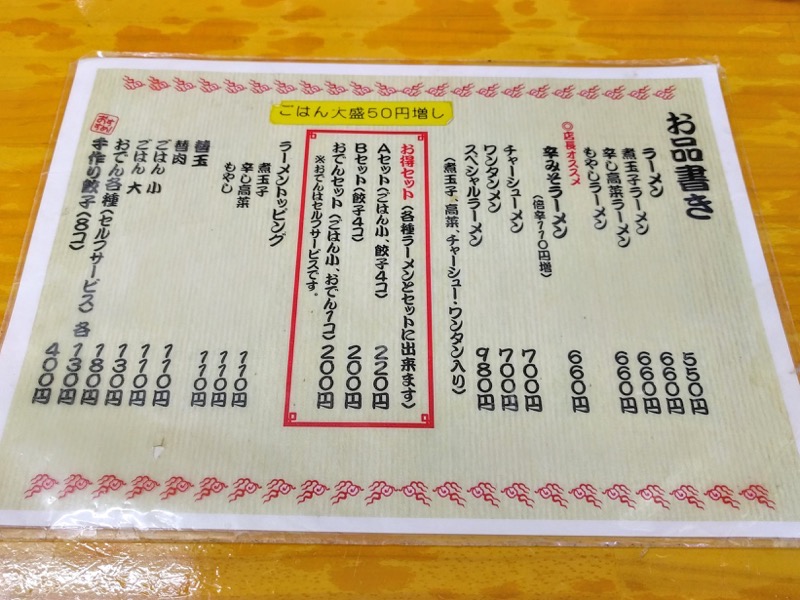 ごはん大盛50円増し
お品書き
ラーメン 550円
煮玉子ラーメン 660円
辛し高菜ラーメン 660円
もやしラーメン 660円
◎店長オススメ
辛みそラーメン 660円
(倍辛110円増)
チャーシューメン 700円
ワンタンメン 700円
スペシャルラーメン 980円
(煮玉子、高菜、チャーシュー・ワンタン入り)
お得セット(各種ラーメンとセットに出来ます)
Aセット(ごはん小、餃子4コ) 220円
Bセット(餃子4コ) 200円
おでんセット(ごはん小、おでん1コ) 200円
※おでんはセルフサービスです。
ラーメントッピング
煮玉子 110円
辛し高菜 110円
もやし 110円
替玉 110円
替肉 110円
ごはん 小 130円
ごはん 大 180円
おでん各種(セルフサービス) 各 130円
おすすめ
手作り餃子(8コ) 400円